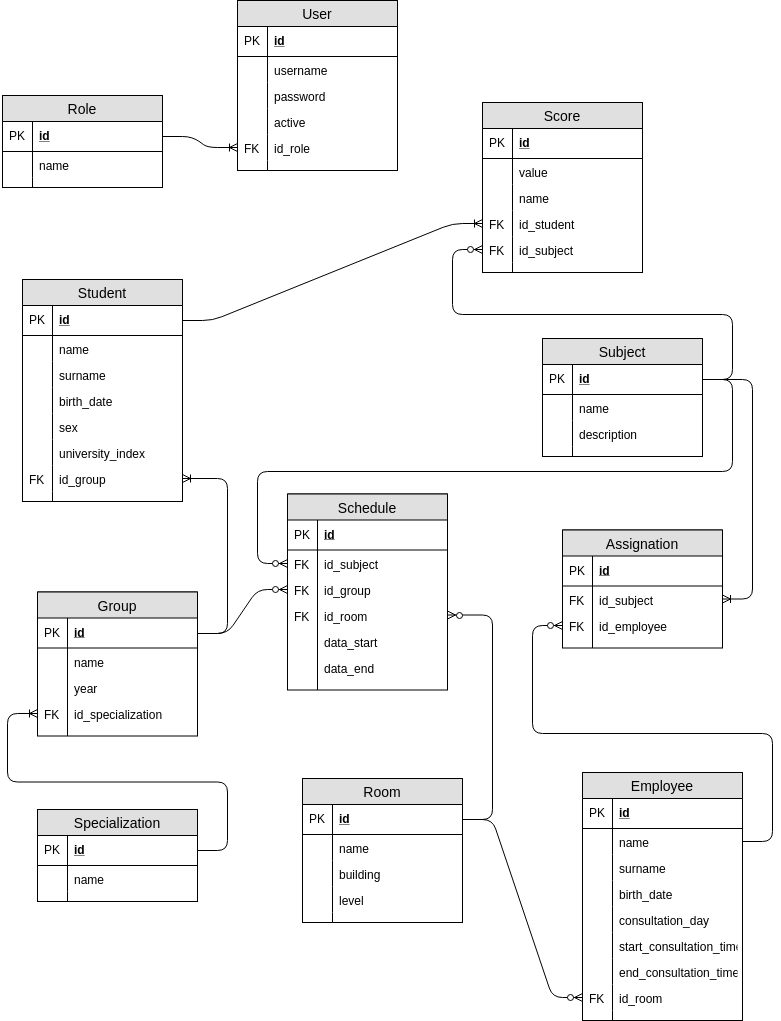 User
PK id
username
password
active
FK id_role
Role
PK id
name
Score
PK id
value
name
FK id_student
FK id_subject
Student
PK id
name
surname
birth_date
sex
university_index
FK id_group
Subject
PK id
name
description
Schedule
PK id
FK id_subject
FK id_group
FK id_room
data_start
data_end
Assignation
PK id
FK id_subject
FK id_employee
Group
PK id
name
year
FK id_specialization
Specialization
PK id
name
Room
PK id
name
building
level
Employee
PK id
name
surname
birth_date
consultation_day
start_consultation_time
end_consultation_time
FK id_room